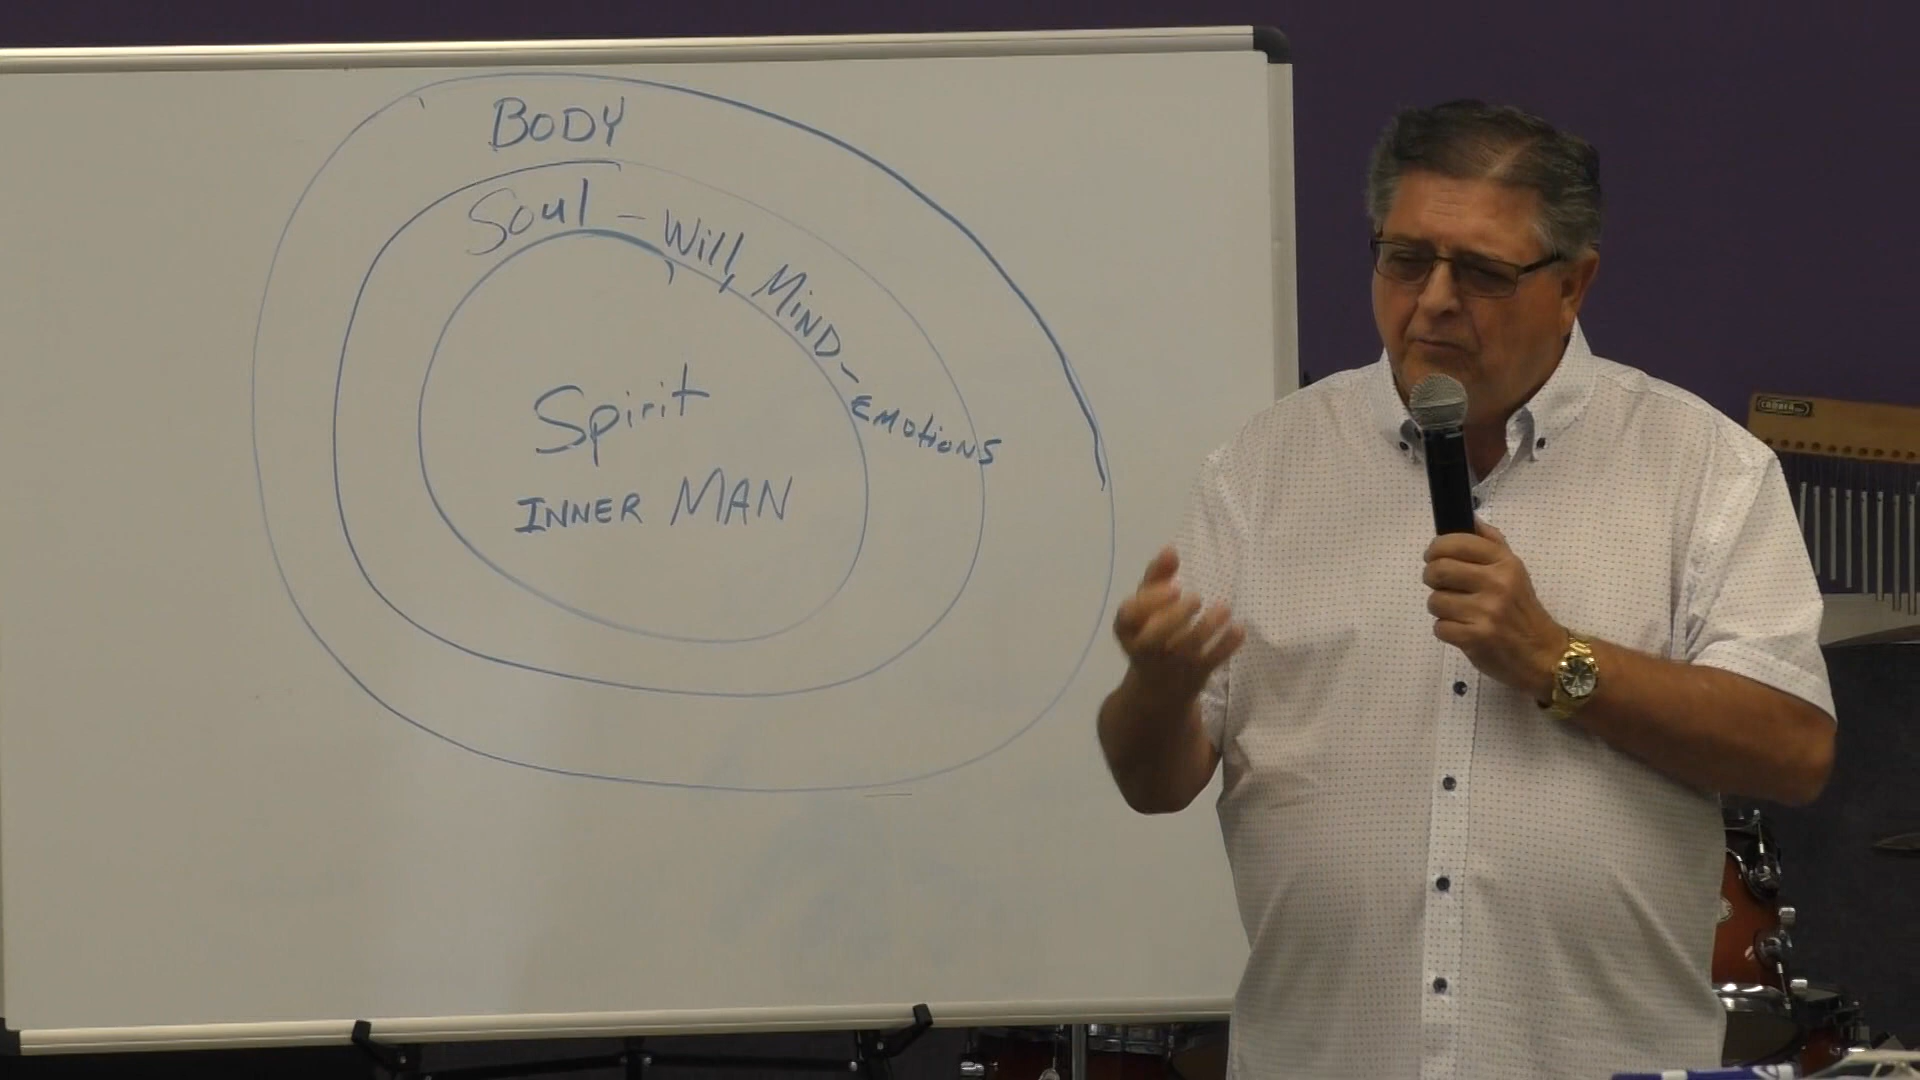 BODY
Soul - Will, MIND - EMOtiONS
Spirit
INNER MAN